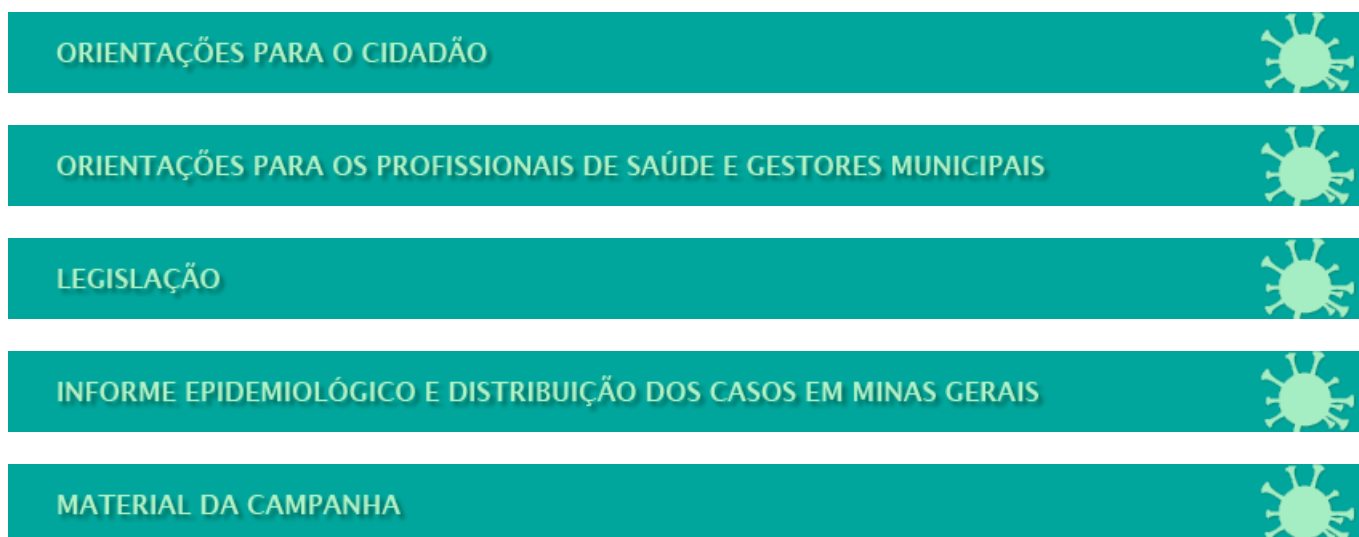 ORIENTAÇÕES PARA O CIDADÃO
ORIENTAÇÕES PARA OS PROFISSIONAIS DE SAÚDE E GESTORES MUNICIPAIS
LEGISLAÇÃO
INFORME EPIDEMIOLÓGICO E DISTRIBUIÇÃO DOS CASOS EM MINAS GERAIS
MATERIAL DA CAMPANHA